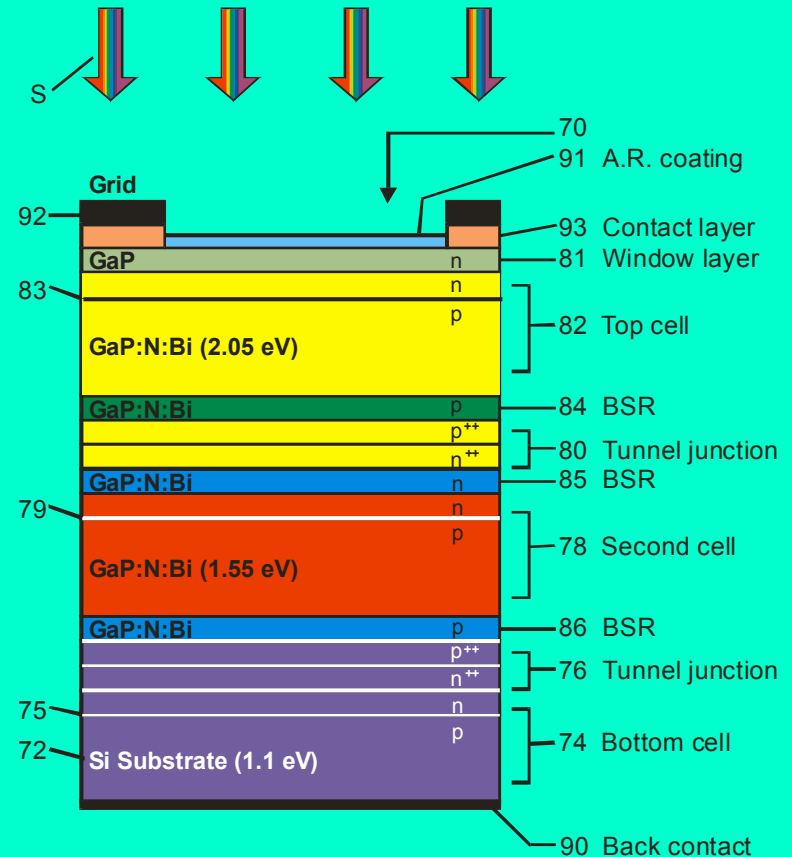 S
70
91 A.R. coating
Grid
92
93 Contact layer
GaP n
81 Window layer
83
n
p
82 Top cell
GaP:N:Bi (2.05 eV)
GaP:N:Bi p
84 BSR
p++
80 Tunnel junction
n++
GaP:N:Bi n
85 BSR
79
n
p
78 Second cell
GaP:N:Bi (1.55 eV)
GaP:N:Bi p
86 BSR
p++
76 Tunnel junction
n++
75
n
p
72
74 Bottom cell
Si Substrate (1.1 eV)
90 Back contact